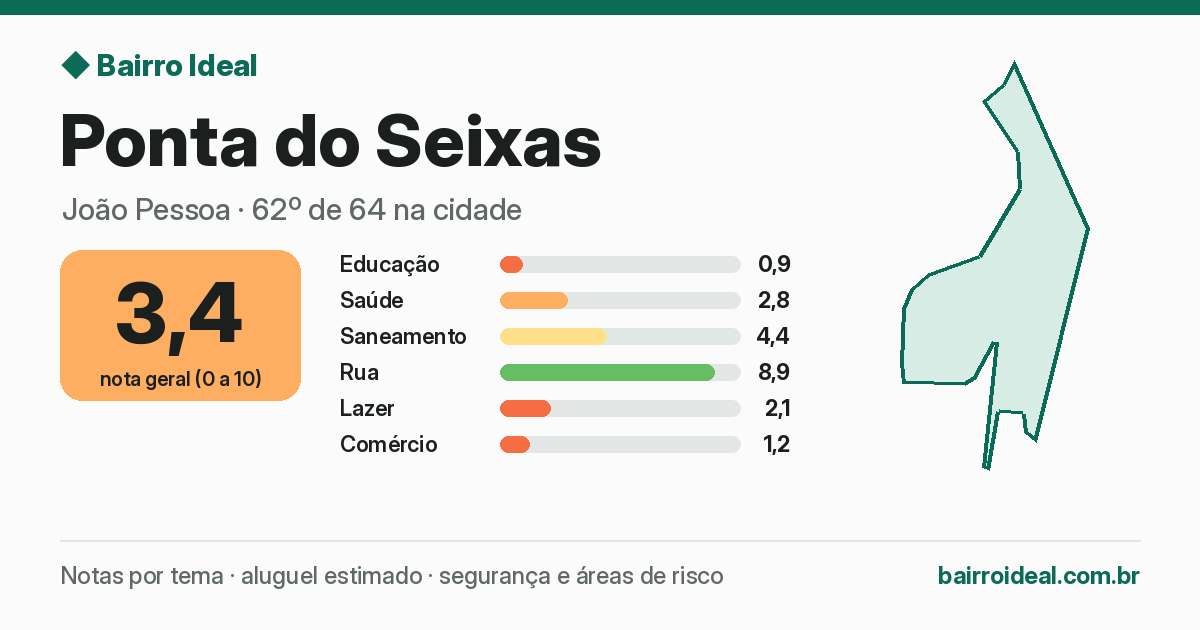 Bairro Ideal
Ponta do Seixas
João Pessoa · 62º de 64 na cidade
3,4
nota geral (0 a 10)
Educação 0,9
Saúde 2,8
Saneamento 4,4
Rua 8,9
Lazer 2,1
Comércio 1,2
Notas por tema · aluguel estimado · segurança e áreas de risco
bairroideal.com.br